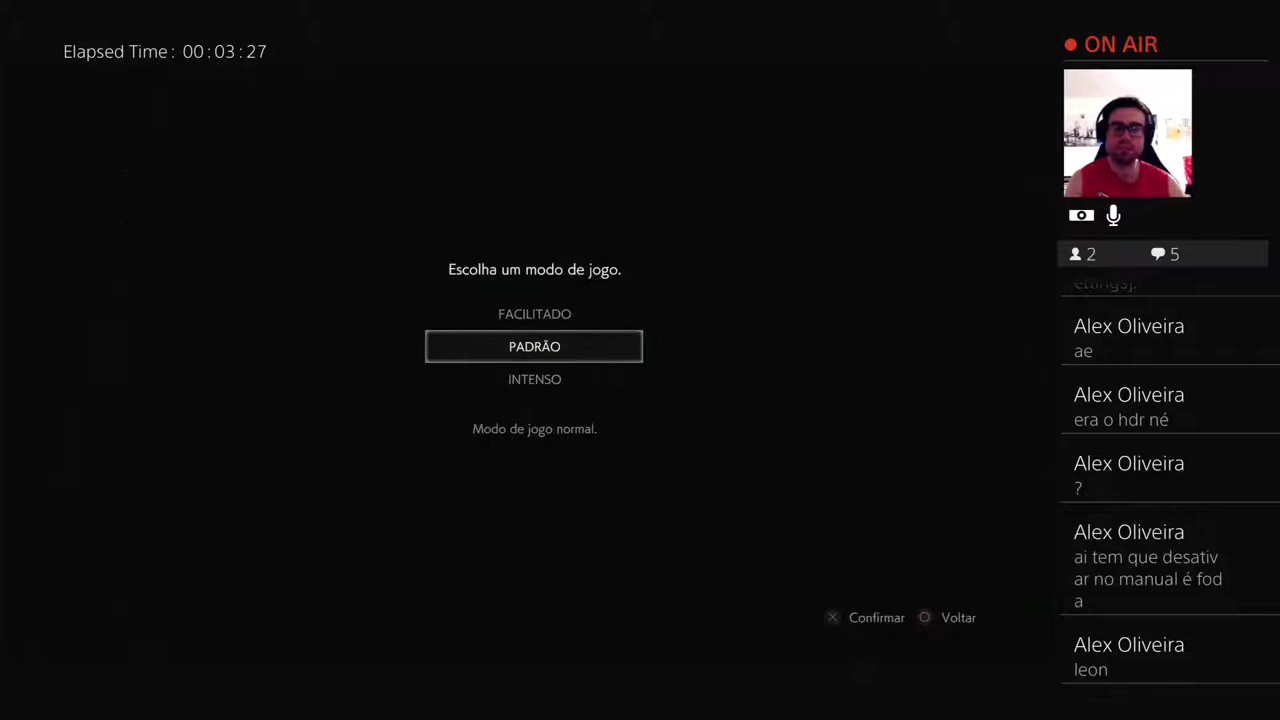 Elapsed Time: 00:03:27
ON AIR
2
5
ettings].
Alex Oliveira
ae
Alex Oliveira
era o hdr né
Alex Oliveira
?
Alex Oliveira
ai tem que desativ
ar no manual é fod
a
Alex Oliveira
leon
Escolha um modo de jogo.
FACILITADO
PADRÃO
INTENSO
Modo de jogo normal.
Confirmar
Voltar